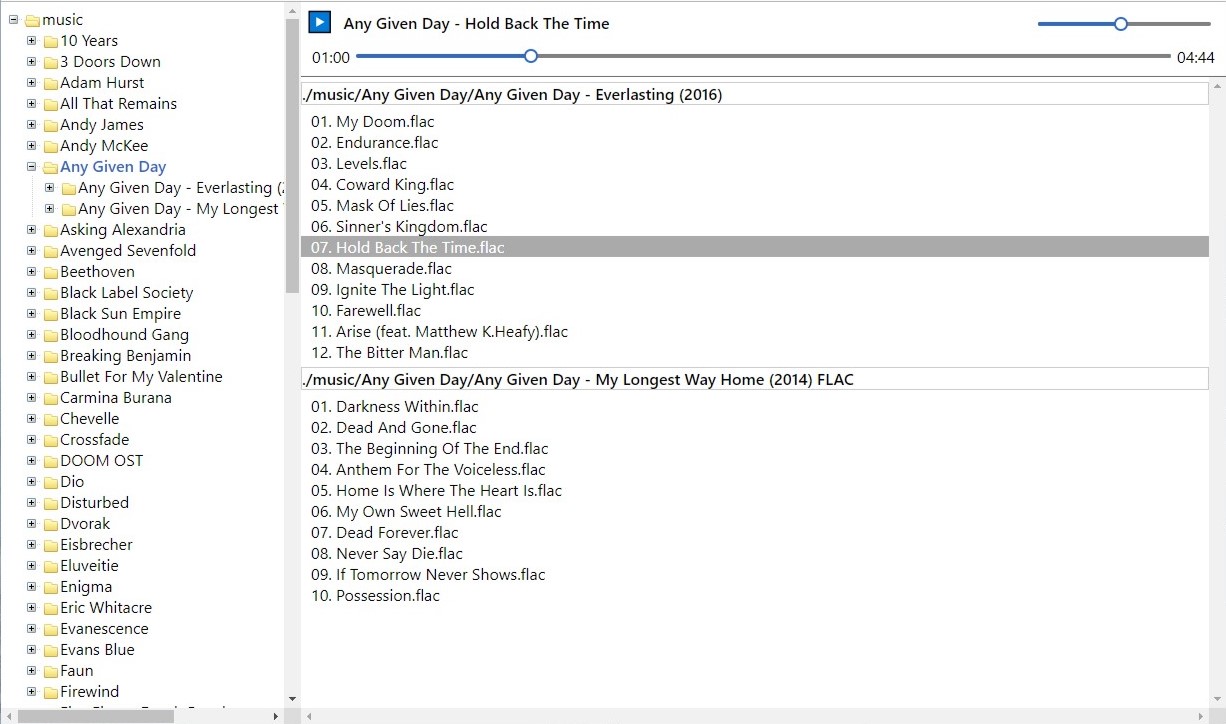 music
10 Years
3 Doors Down
Adam Hurst
All That Remains
Andy James
Andy McKee
Any Given Day
Any Given Day - Everlasting (
Any Given Day - My Longest
Asking Alexandria
Avenged Sevenfold
Beethoven
Black Label Society
Black Sun Empire
Bloodhound Gang
Breaking Benjamin
Bullet For My Valentine
Carmina Burana
Chevelle
Crossfade
DOOM OST
Dio
Disturbed
Dvorak
Eisbrecher
Eluveitie
Enigma
Eric Whitacre
Evanescence
Evans Blue
Faun
Firewind
Any Given Day - Hold Back The Time
01:00 04:44
./music/Any Given Day/Any Given Day - Everlasting (2016)
01. My Doom.flac
02. Endurance.flac
03. Levels.flac
04. Coward King.flac
05. Mask Of Lies.flac
06. Sinner's Kingdom.flac
07. Hold Back The Time.flac
08. Masquerade.flac
09. Ignite The Light.flac
10. Farewell.flac
11. Arise (feat. Matthew K.Heafy).flac
12. The Bitter Man.flac
./music/Any Given Day/Any Given Day - My Longest Way Home (2014) FLAC
01. Darkness Within.flac
02. Dead And Gone.flac
03. The Beginning Of The End.flac
04. Anthem For The Voiceless.flac
05. Home Is Where The Heart Is.flac
06. My Own Sweet Hell.flac
07. Dead Forever.flac
08. Never Say Die.flac
09. If Tomorrow Never Shows.flac
10. Possession.flac